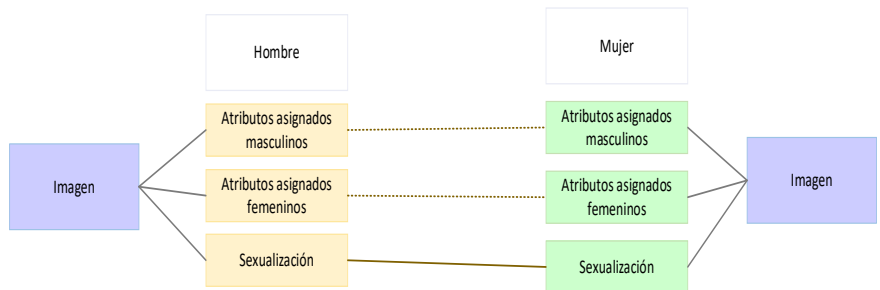 Hombre
Mujer
Atributos asignados
masculinos
Atributos asignados
masculinos
Imagen
Atributos asignados
femeninos
Atributos asignados
femeninos
Imagen
Sexualización
Sexualización